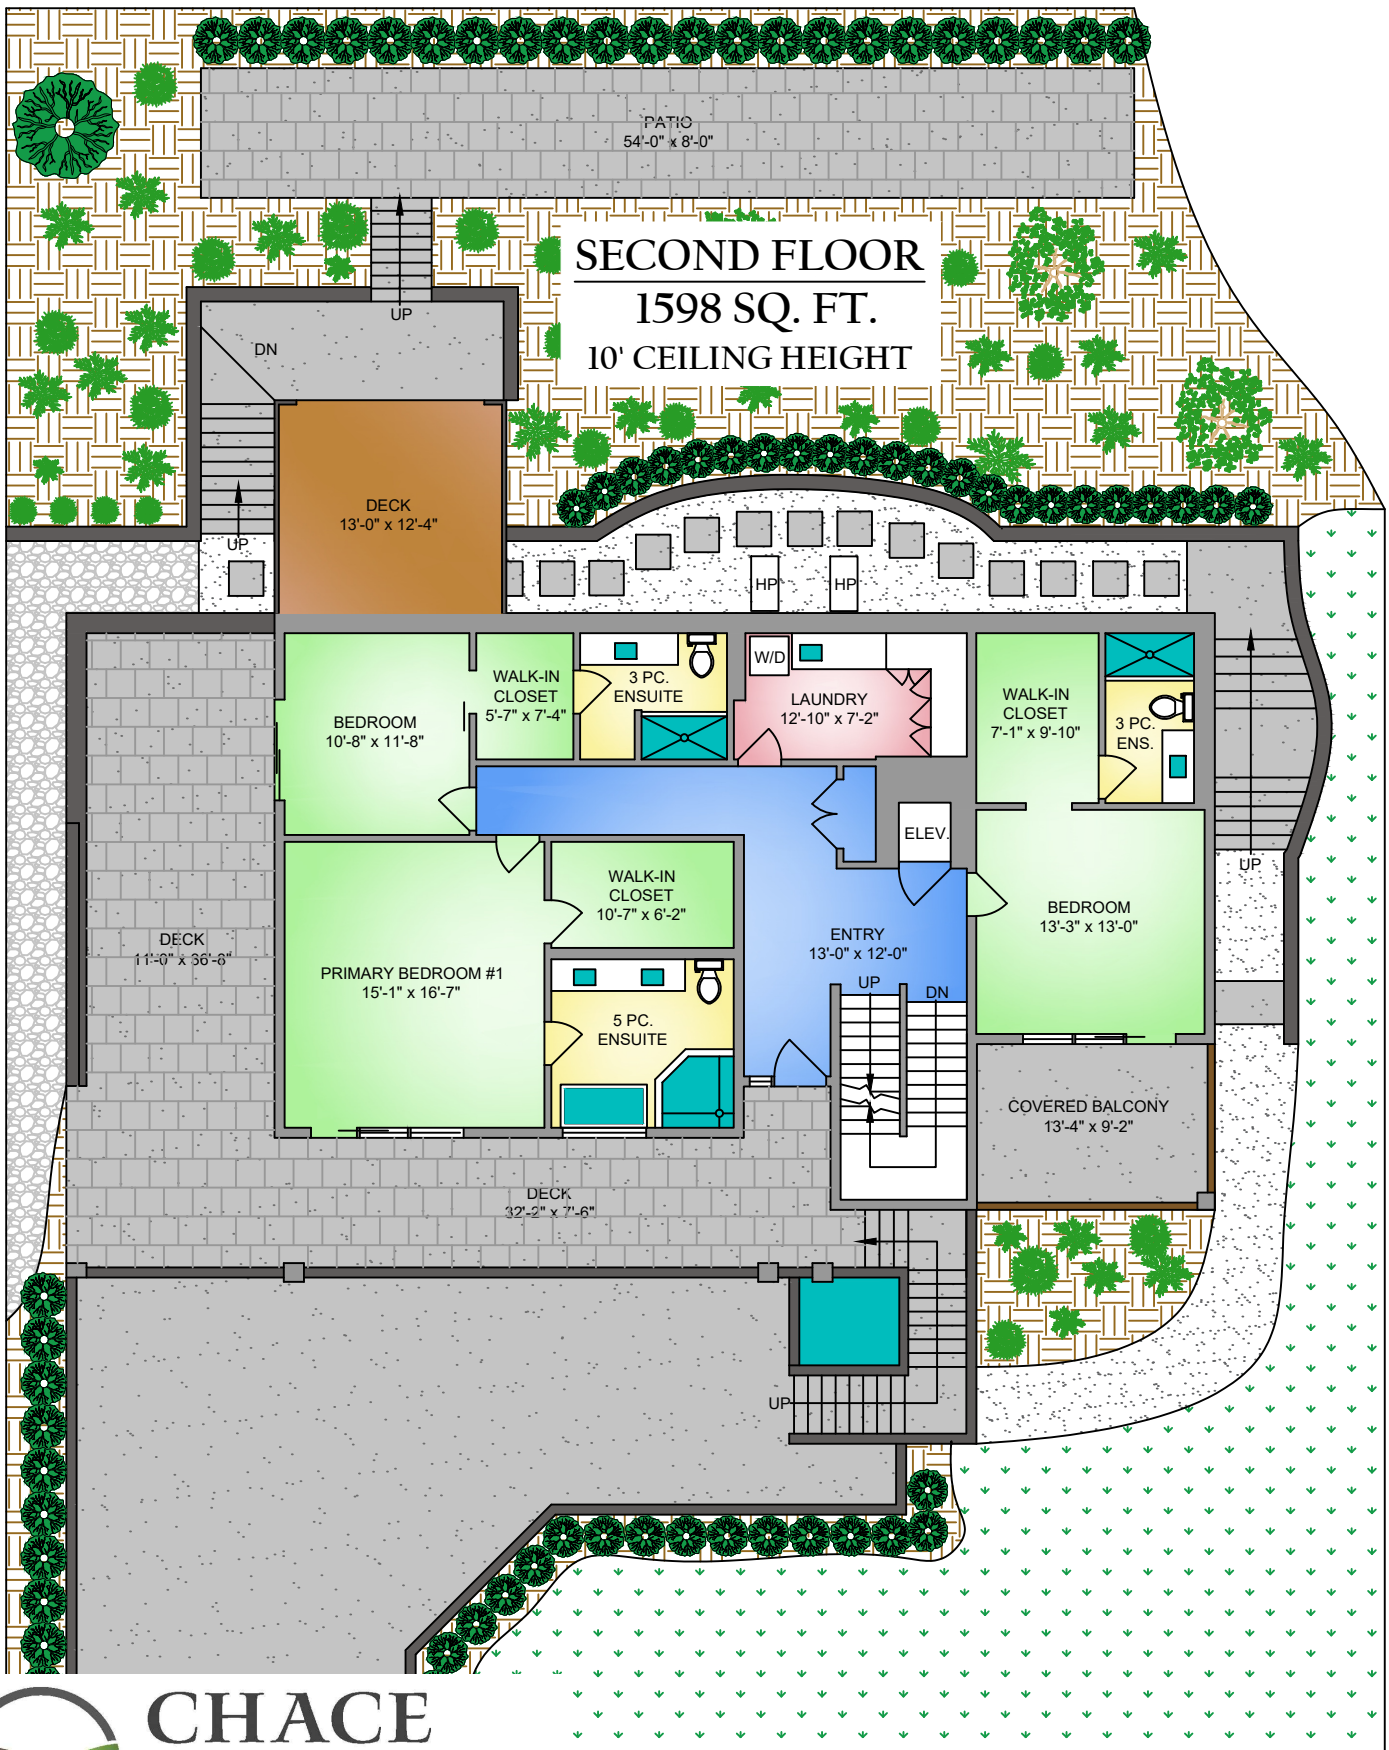 PATIO
54'-0" x 8'-0"
SECOND FLOOR
1598 SQ. FT.
10' CEILING HEIGHT
UP
DN
DECK
13'-0" x 12'-4"
UP
HP
HP
W/D
WALK-IN
CLOSET
5'-7" x 7'-4"
3 PC.
ENSUITE
LAUNDRY
12'-10" x 7'-2"
WALK-IN
CLOSET
7'-1" x 9'-10"
3 PC.
ENS.
BEDROOM
10'-8" x 11'-8"
ELEV.
UP
WALK-IN
CLOSET
10'-7" x 6'-2"
BEDROOM
13'-3" x 13'-0"
DECK
11'-0" x 36'-8"
ENTRY
13'-0" x 12'-0"
PRIMARY BEDROOM #1
15'-1" x 16'-7"
UP
DN
5 PC.
ENSUITE
COVERED BALCONY
13'-4" x 9'-2"
DECK
32'-2" x 7'-6"
UP
CHACE